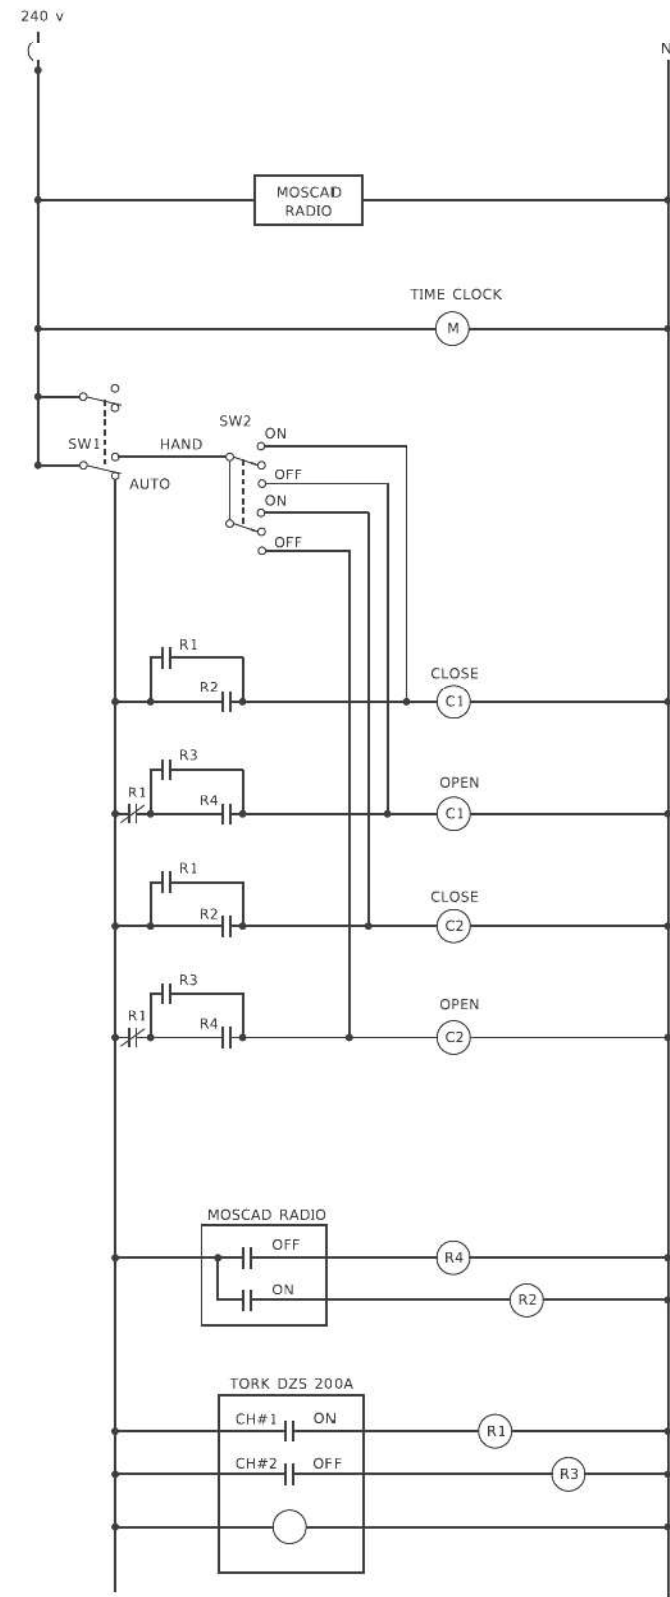 240 v
N
MOSCAD
RADIO
TIME CLOCK
M
SW2
ON
SW1
HAND
OFF
AUTO
ON
OFF
R1
CLOSE
R2
C1
R3
OPEN
R1
R4
C1
R1
CLOSE
R2
C2
R3
OPEN
R1
R4
C2
MOSCAD RADIO
OFF
R4
ON
R2
TORK DZS 200A
CH#1
ON
R1
CH#2
OFF
R3